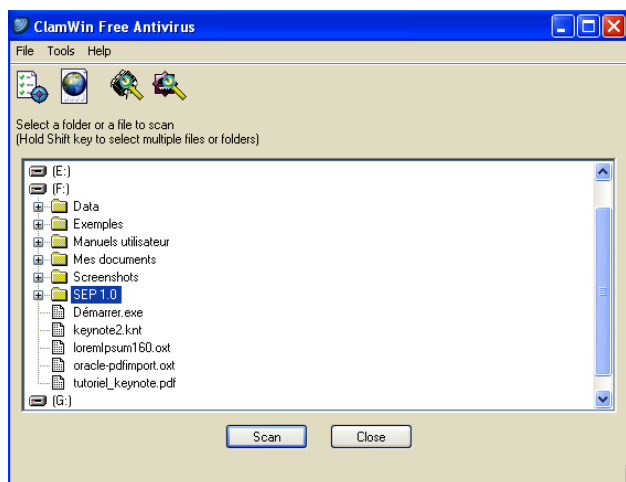 ClamWin Free Antivirus
File Tools Help
Select a folder or a file to scan
(Hold Shift key to select multiple files or folders)
(E:)
(F:)
Data
Exemples
Manuels utilisateur
Mes documents
Screenshots
SEP 1.0
Démarrer.exe
keynote2.knt
loremIpsum160.oxt
oracle-pdfimport.oxt
tutoriel_keynote.pdf
(G:)
Scan Close